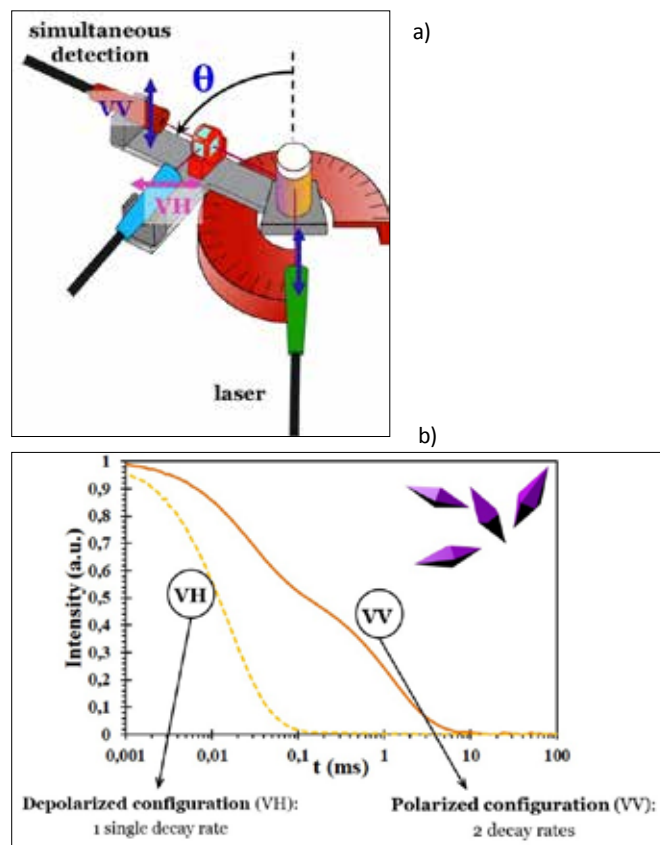 simultaneous
detection
a)
θ
VV
VH
laser
b)
1
0,9
0,8
0,7
0,6
0,5
0,4
0,3
0,2
0,1
0
Intensity (a.u.)
VH
VV
0,001 0,01 0,1 1 10 100
t (ms)
Depolarized configuration (VH): Polarized configuration (VV):
1 single decay rate 2 decay rates